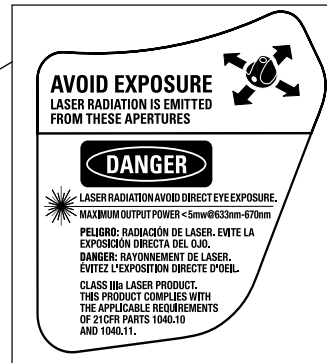 AVOID EXPOSURE
LASER RADIATION IS EMITTED
FROM THESE APERTURES
DANGER
LASER RADIATION AVOID DIRECT EYE EXPOSURE.
MAXIMUM OUTPUT POWER <5mw@633nm-670nm
PELIGRO: RADIACIÓN DE LASER. EVITE LA
EXPOSICIÓN DIRECTA DEL OJO.
DANGER: RAYONNEMENT DE LASER.
ÉVITEZ L'EXPOSITION DIRECTE D'OEIL.
CLASS IIIa LASER PRODUCT.
THIS PRODUCT COMPLIES WITH
THE APPLICABLE REQUIREMENTS
OF 21CFR PARTS 1040.10
AND 1040.11.